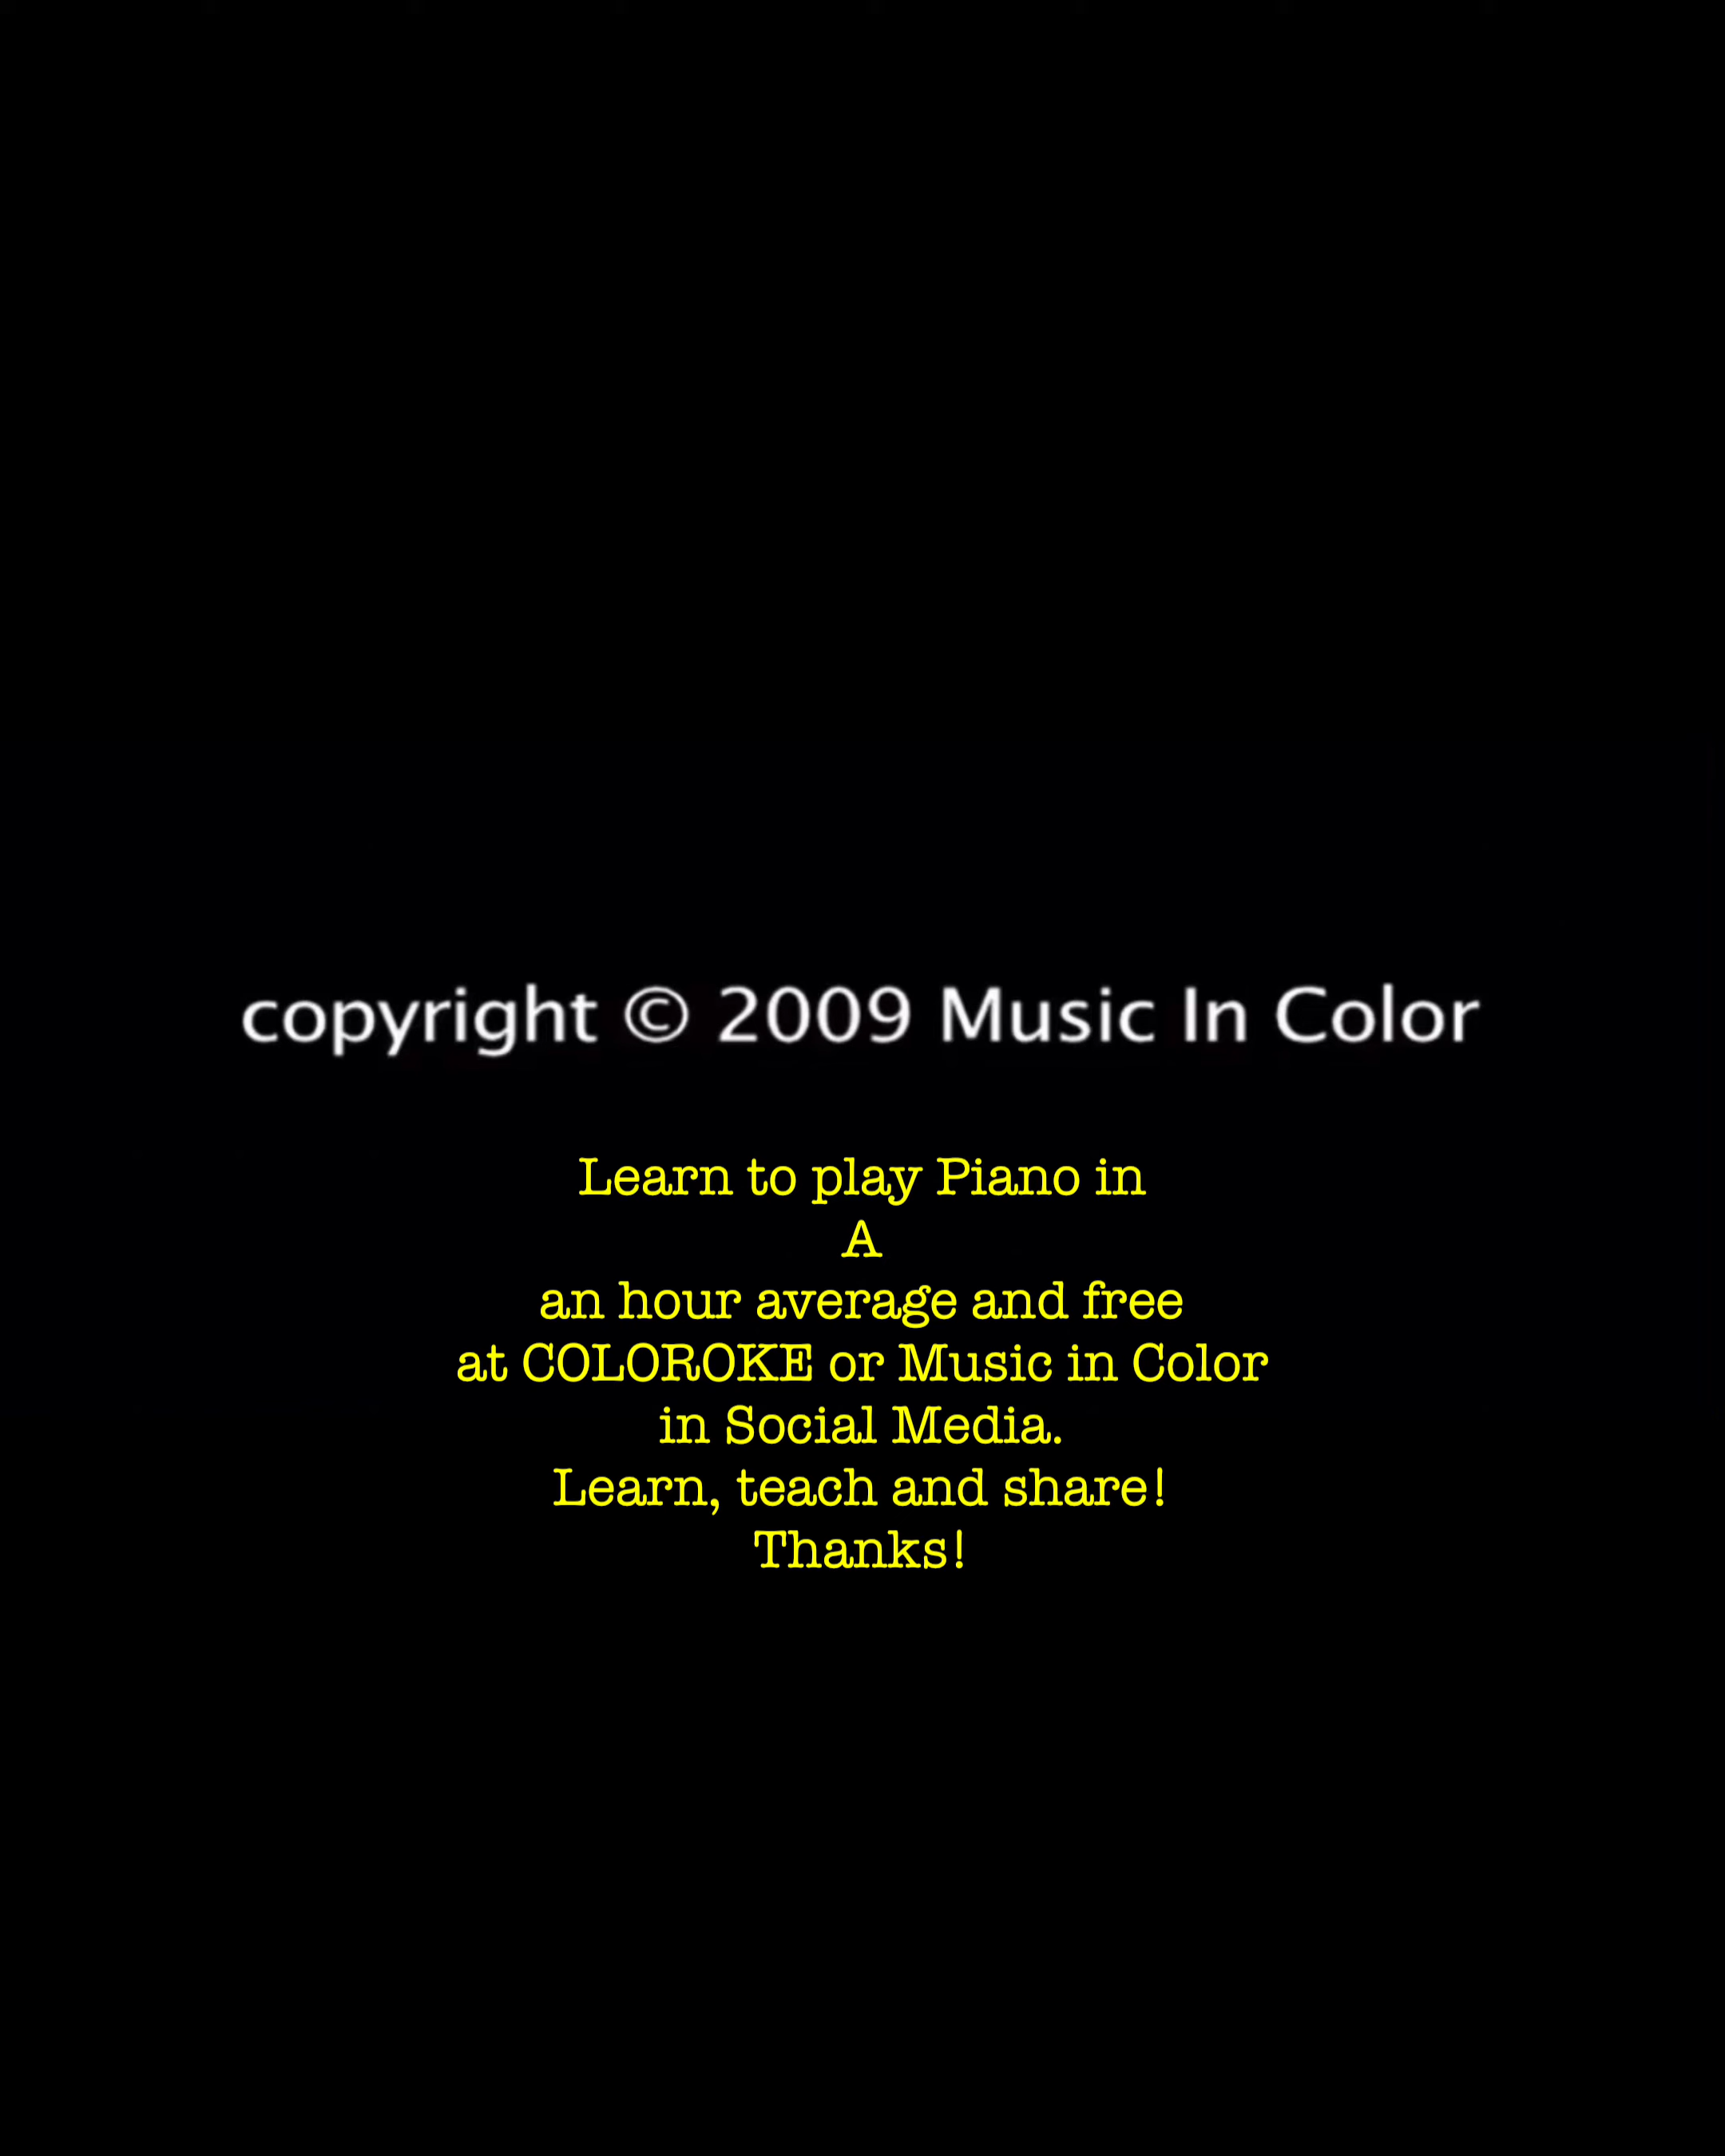 copyright © 2009 Music In Color
Learn to play Piano in
A
an hour average and free
at COLOROKE or Music in Color
in Social Media.
Learn, teach and share!
Thanks!